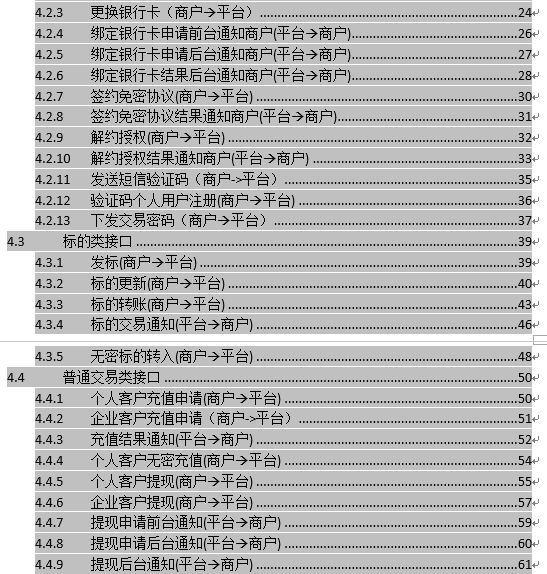 4.2.3 更换银行卡（商户→平台）24
4.2.4 绑定银行卡申请前台通知商户(平台→商户)26
4.2.5 绑定银行卡申请后台通知商户(平台→商户)27
4.2.6 绑定银行卡结果后台通知商户(平台→商户)28
4.2.7 签约免密协议(商户→平台)30
4.2.8 签约免密协议结果通知商户(平台→商户)31
4.2.9 解约授权(商户→平台)32
4.2.10 解约授权结果通知商户(平台→商户)33
4.2.11 发送短信验证码（商户->平台）35
4.2.12 验证码个人用户注册(商户→平台)36
4.2.13 下发交易密码（商户→平台）37
4.3 标的类接口39
4.3.1 发标(商户→平台)39
4.3.2 标的更新(商户→平台)40
4.3.3 标的转账(商户→平台)43
4.3.4 标的交易通知(平台→商户)46
4.3.5 无密标的转入(商户→平台)48
4.4 普通交易类接口50
4.4.1 个人客户充值申请(商户→平台)50
4.4.2 企业客户充值申请（商户->平台）51
4.4.3 充值结果通知(平台→商户)52
4.4.4 个人客户无密充值(商户→平台)54
4.4.5 个人客户提现(商户→平台)55
4.4.6 企业客户提现(商户→平台)57
4.4.7 提现申请前台通知(平台→商户)59
4.4.8 提现申请后台通知(平台→商户)60
4.4.9 提现后台通知(平台→商户)61